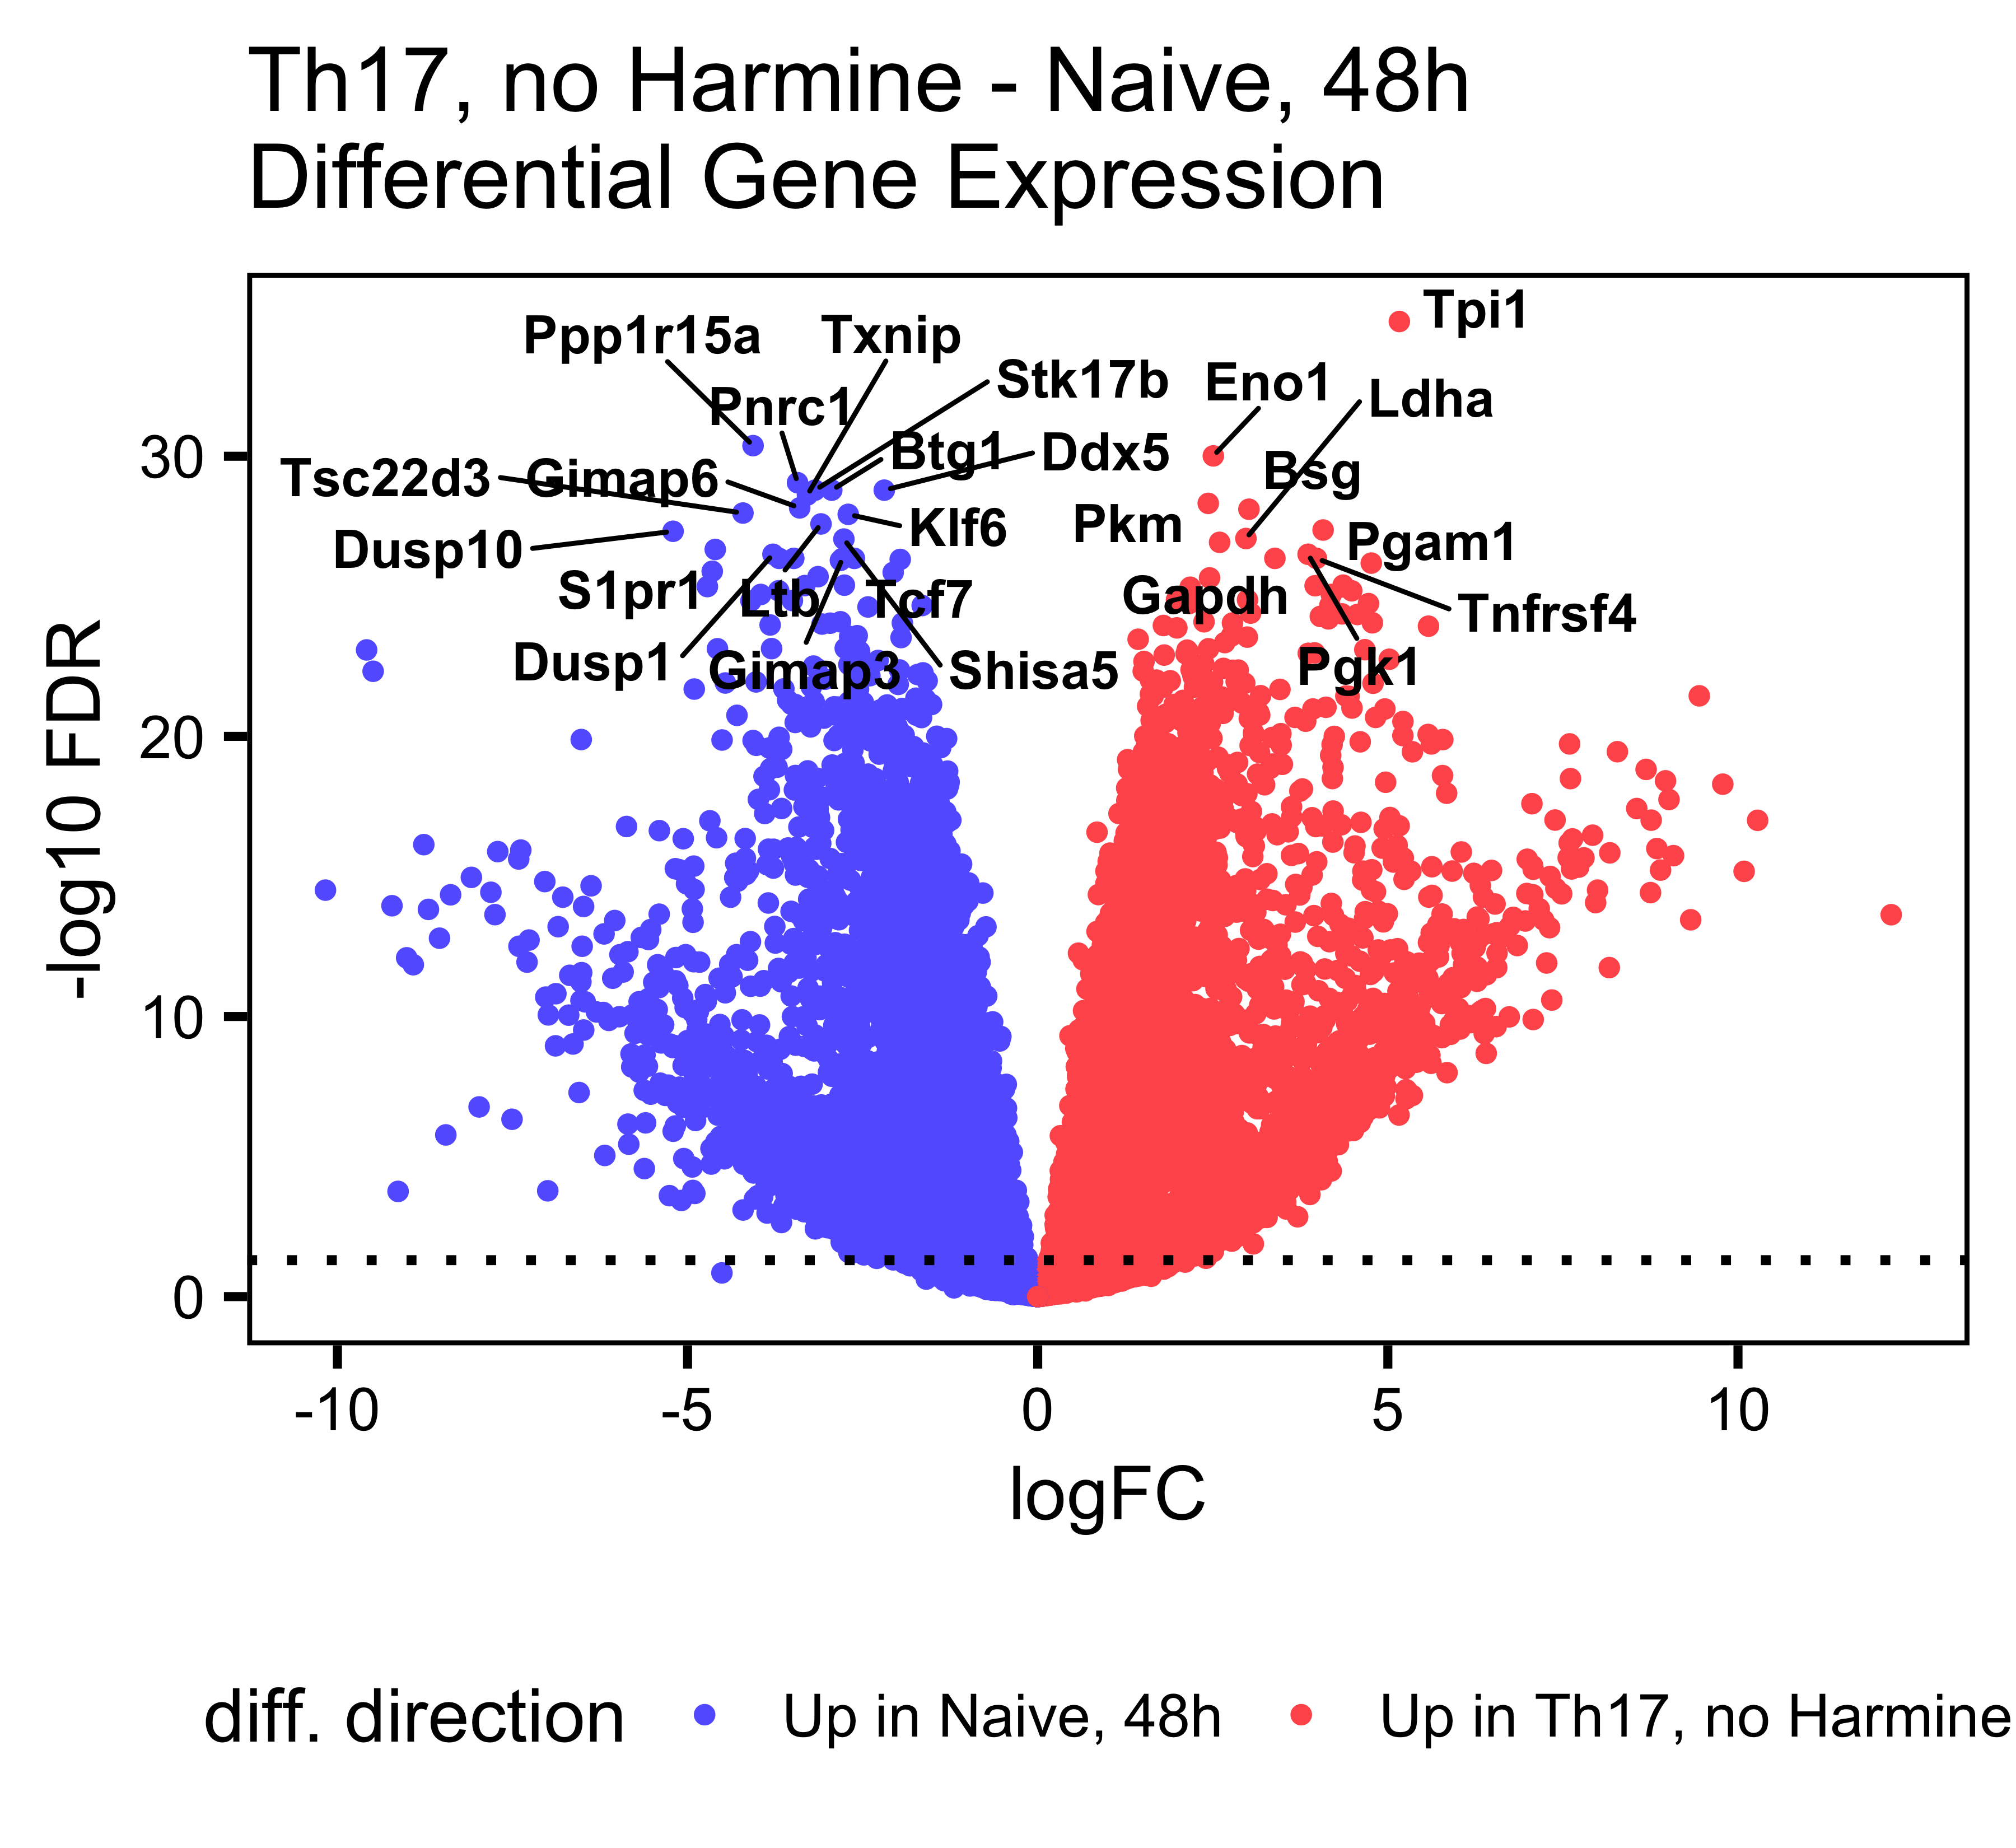 Th17, no Harmine - Naive, 48h
Differential Gene Expression
Tpi1
Ppp1r15a
Txnip
Stk17b
Eno1
Ldha
Pnrc1
Btg1
Ddx5
30
Tsc22d3
Gimap6
Bsg
Dusp10
Klf6
Pkm
Pgam1
S1pr1
Ltb
Tcf7
Gapdh
Tnfrsf4
Dusp1
Gimap3
Shisa5
Pgk1
20
-log10 FDR
10
0
-10
-5
0
5
10
logFC
diff. direction
Up in Naive, 48h
Up in Th17, no Harmine